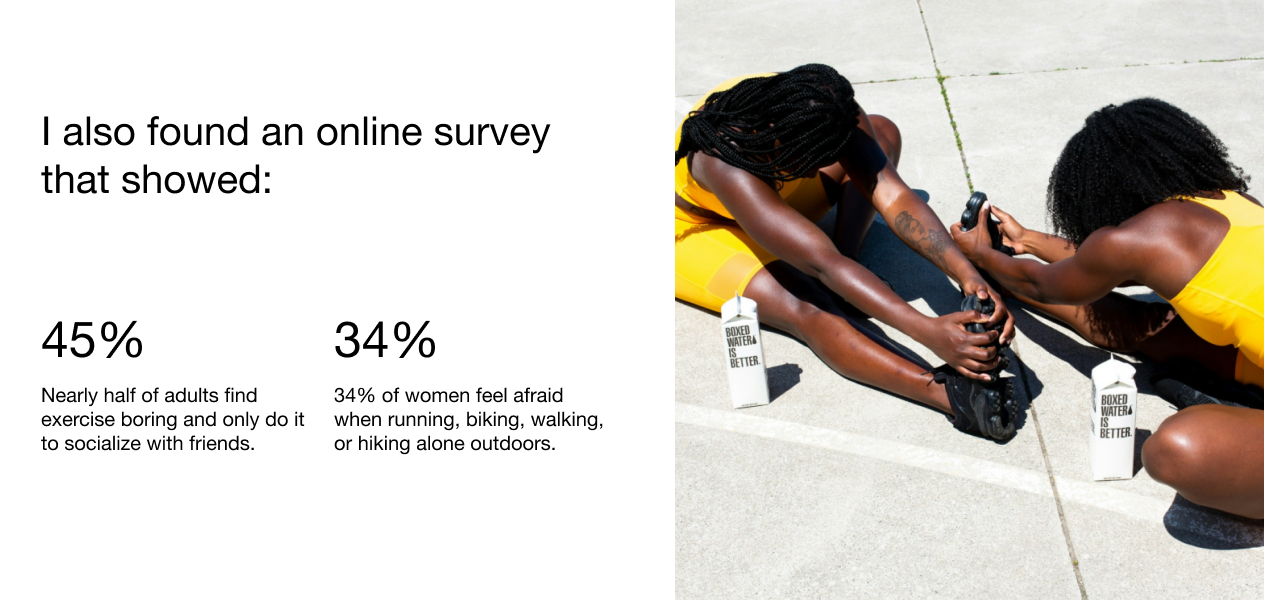 I also found an online survey
that showed:
45%
Nearly half of adults find
exercise boring and only do it
to socialize with friends.
34%
34% of women feel afraid
when running, biking, walking,
or hiking alone outdoors.
BOXED
WATER
IS
BETTER.
BOXED
WATER
IS
BETTER.